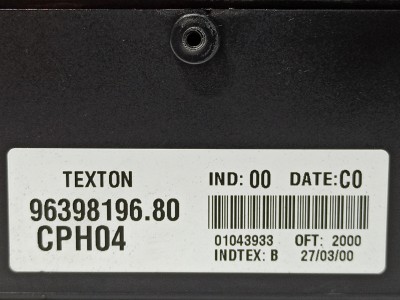 TEXTON
IND: 00 DATE: C0
96398196.80
CPH04
01043933 OFT: 2000
INDTEX: B 27/03/00